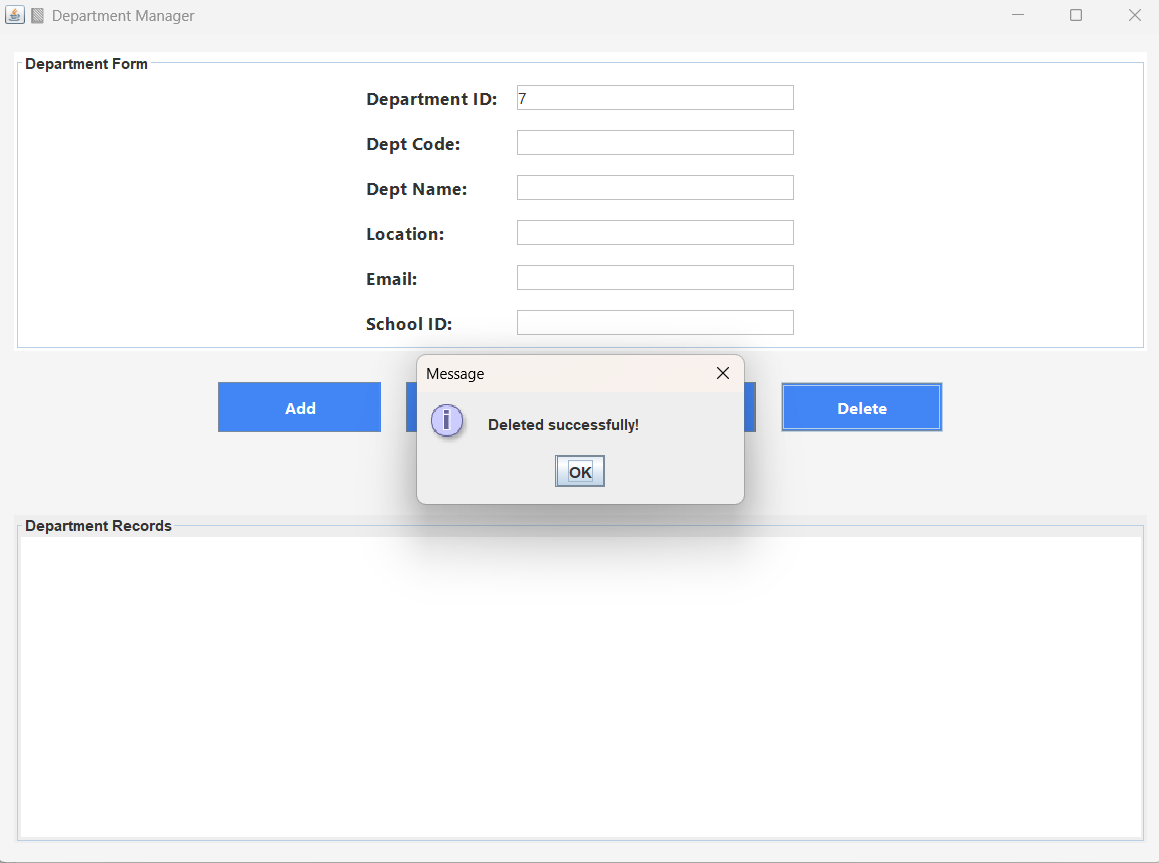 Department Manager
Department Form
Department ID: 7
Dept Code:
Dept Name:
Location:
Email:
School ID:
Message
Add
Delete
i Deleted successfully!
OK
Department Records